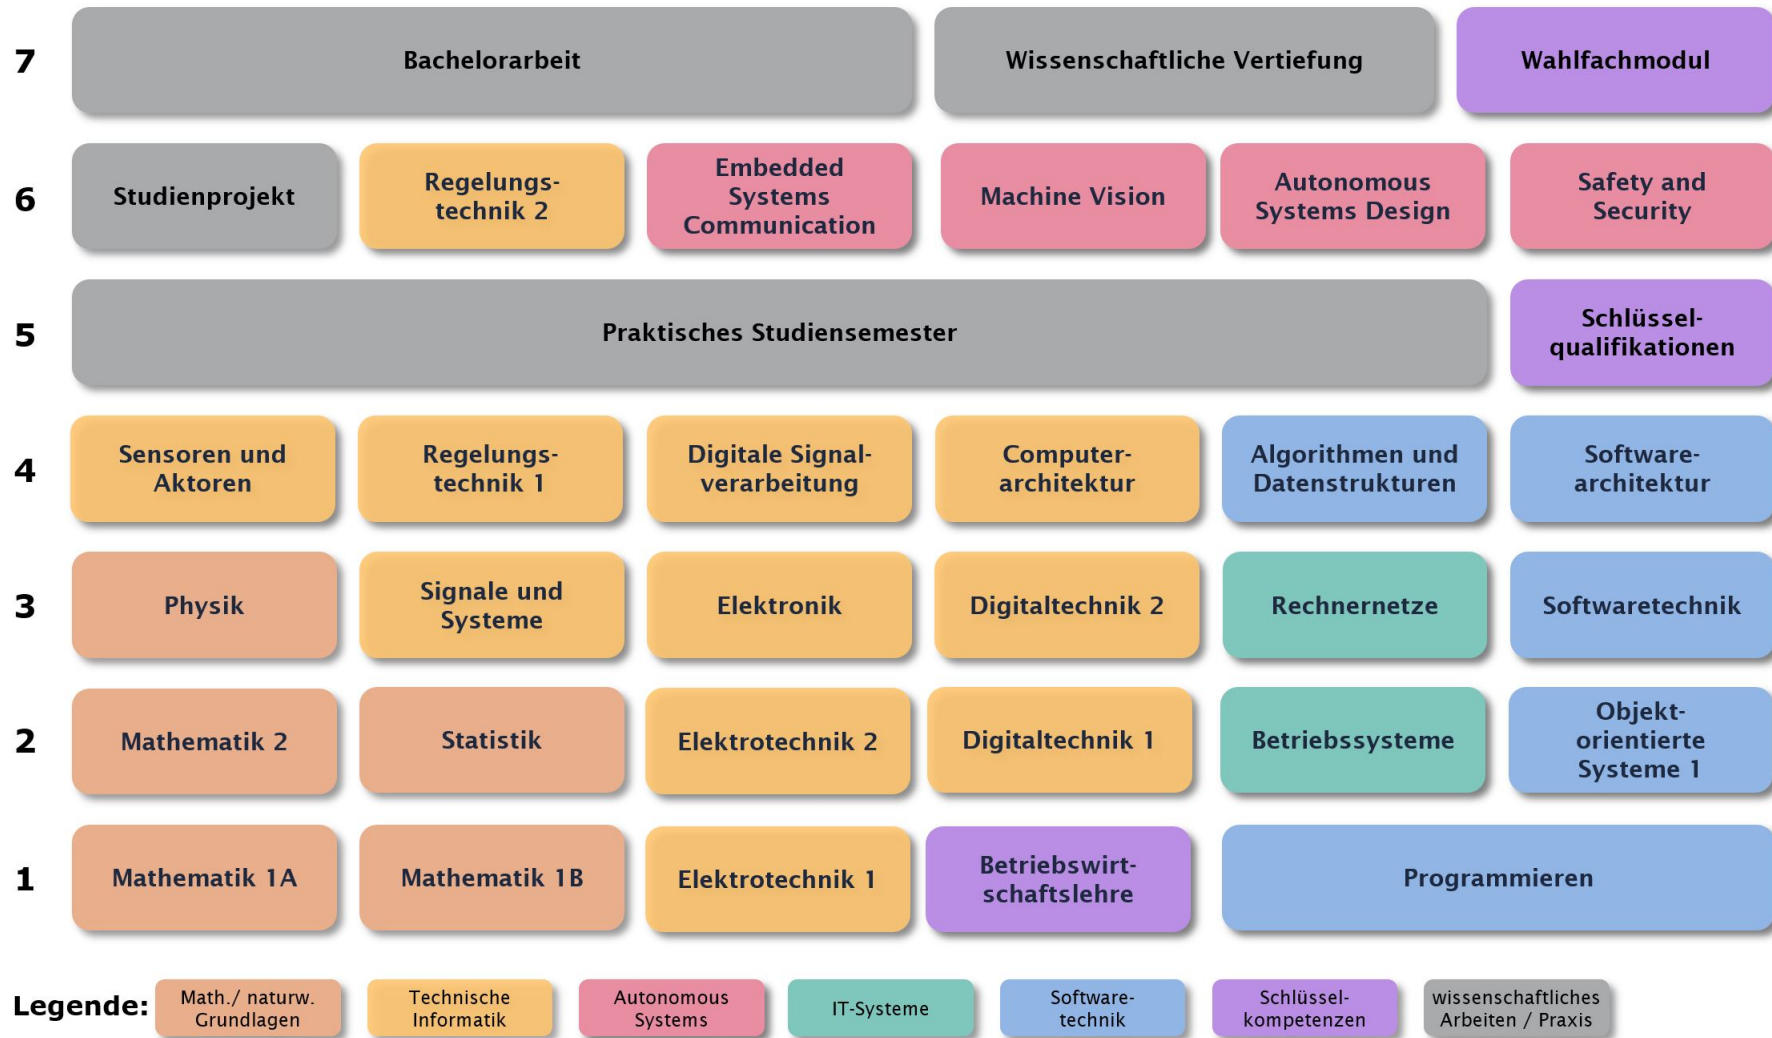 7
Bachelorarbeit
Wissenschaftliche Vertiefung
Wahlfachmodul
6
Studienprojekt
Regelungs-
technik 2
Embedded
Systems
Communication
Machine Vision
Autonomous
Systems Design
Safety and
Security
5
Praktisches Studiensemester
Schlüssel-
qualifikationen
4
Sensoren und
Aktoren
Regelungs-
technik 1
Digitale Signal-
verarbeitung
Computer-
architektur
Algorithmen und
Datenstrukturen
Software-
architektur
3
Physik
Signale und
Systeme
Elektronik
Digitaltechnik 2
Rechnernetze
Softwaretechnik
2
Mathematik 2
Statistik
Elektrotechnik 2
Digitaltechnik 1
Betriebssysteme
Objekt-
orientierte
Systeme 1
1
Mathematik 1A
Mathematik 1B
Elektrotechnik 1
Betriebswirt-
schaftslehre
Programmieren
Legende:
Math./ naturw.
Grundlagen
Technische
Informatik
Autonomous
Systems
IT-Systeme
Software-
technik
Schlüssel-
kompetenzen
wissenschaftliches
Arbeiten / Praxis